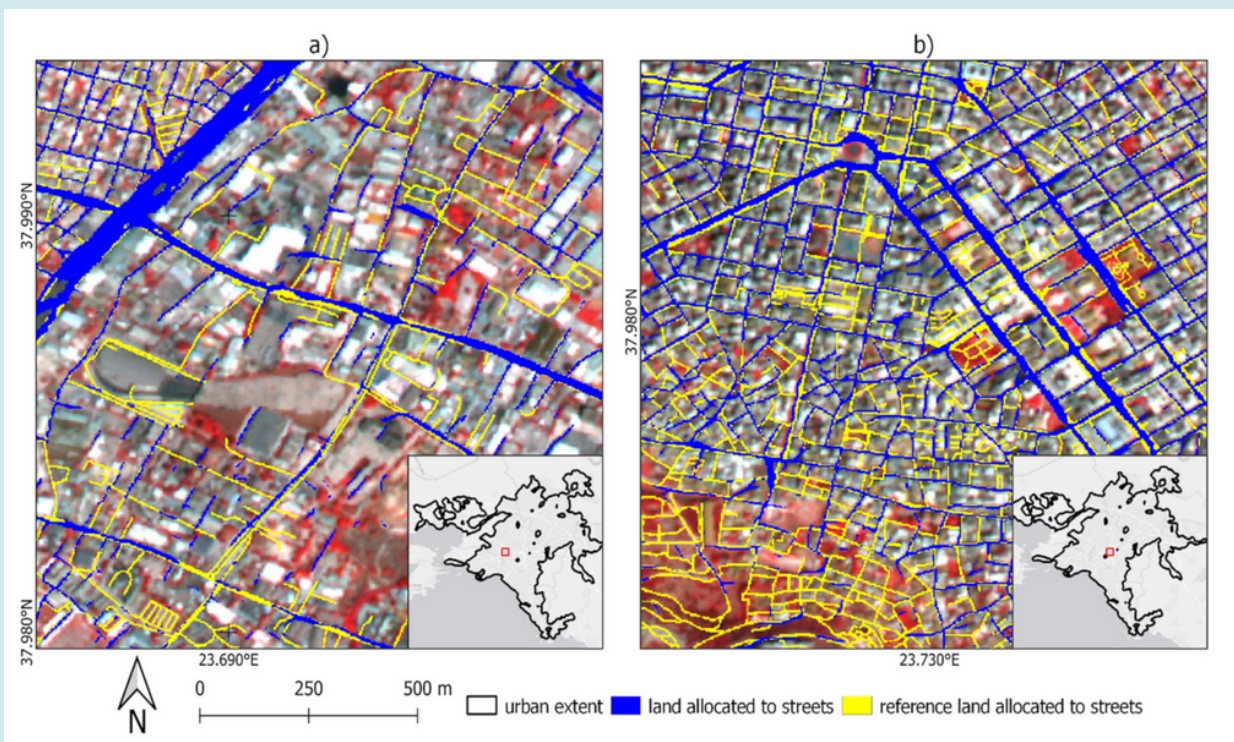 a)
b)
37.990°N
37.980°N
37.980°N
23.690°E
23.730°E
N
0 250 500 m
urban extent land allocated to streets reference land allocated to streets